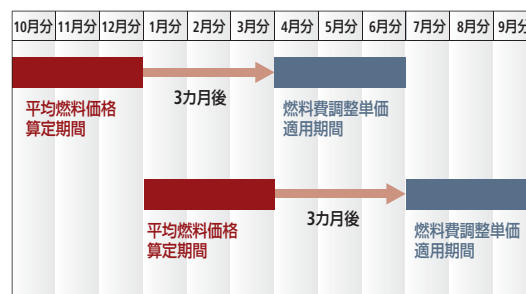 10月分 11月分 12月分 1月分 2月分 3月分 4月分 5月分 6月分 7月分 8月分 9月分
3カ月後
平均燃料価格
算定期間
燃料費調整単価
適用期間
3カ月後
平均燃料価格
算定期間
燃料費調整単価
適用期間